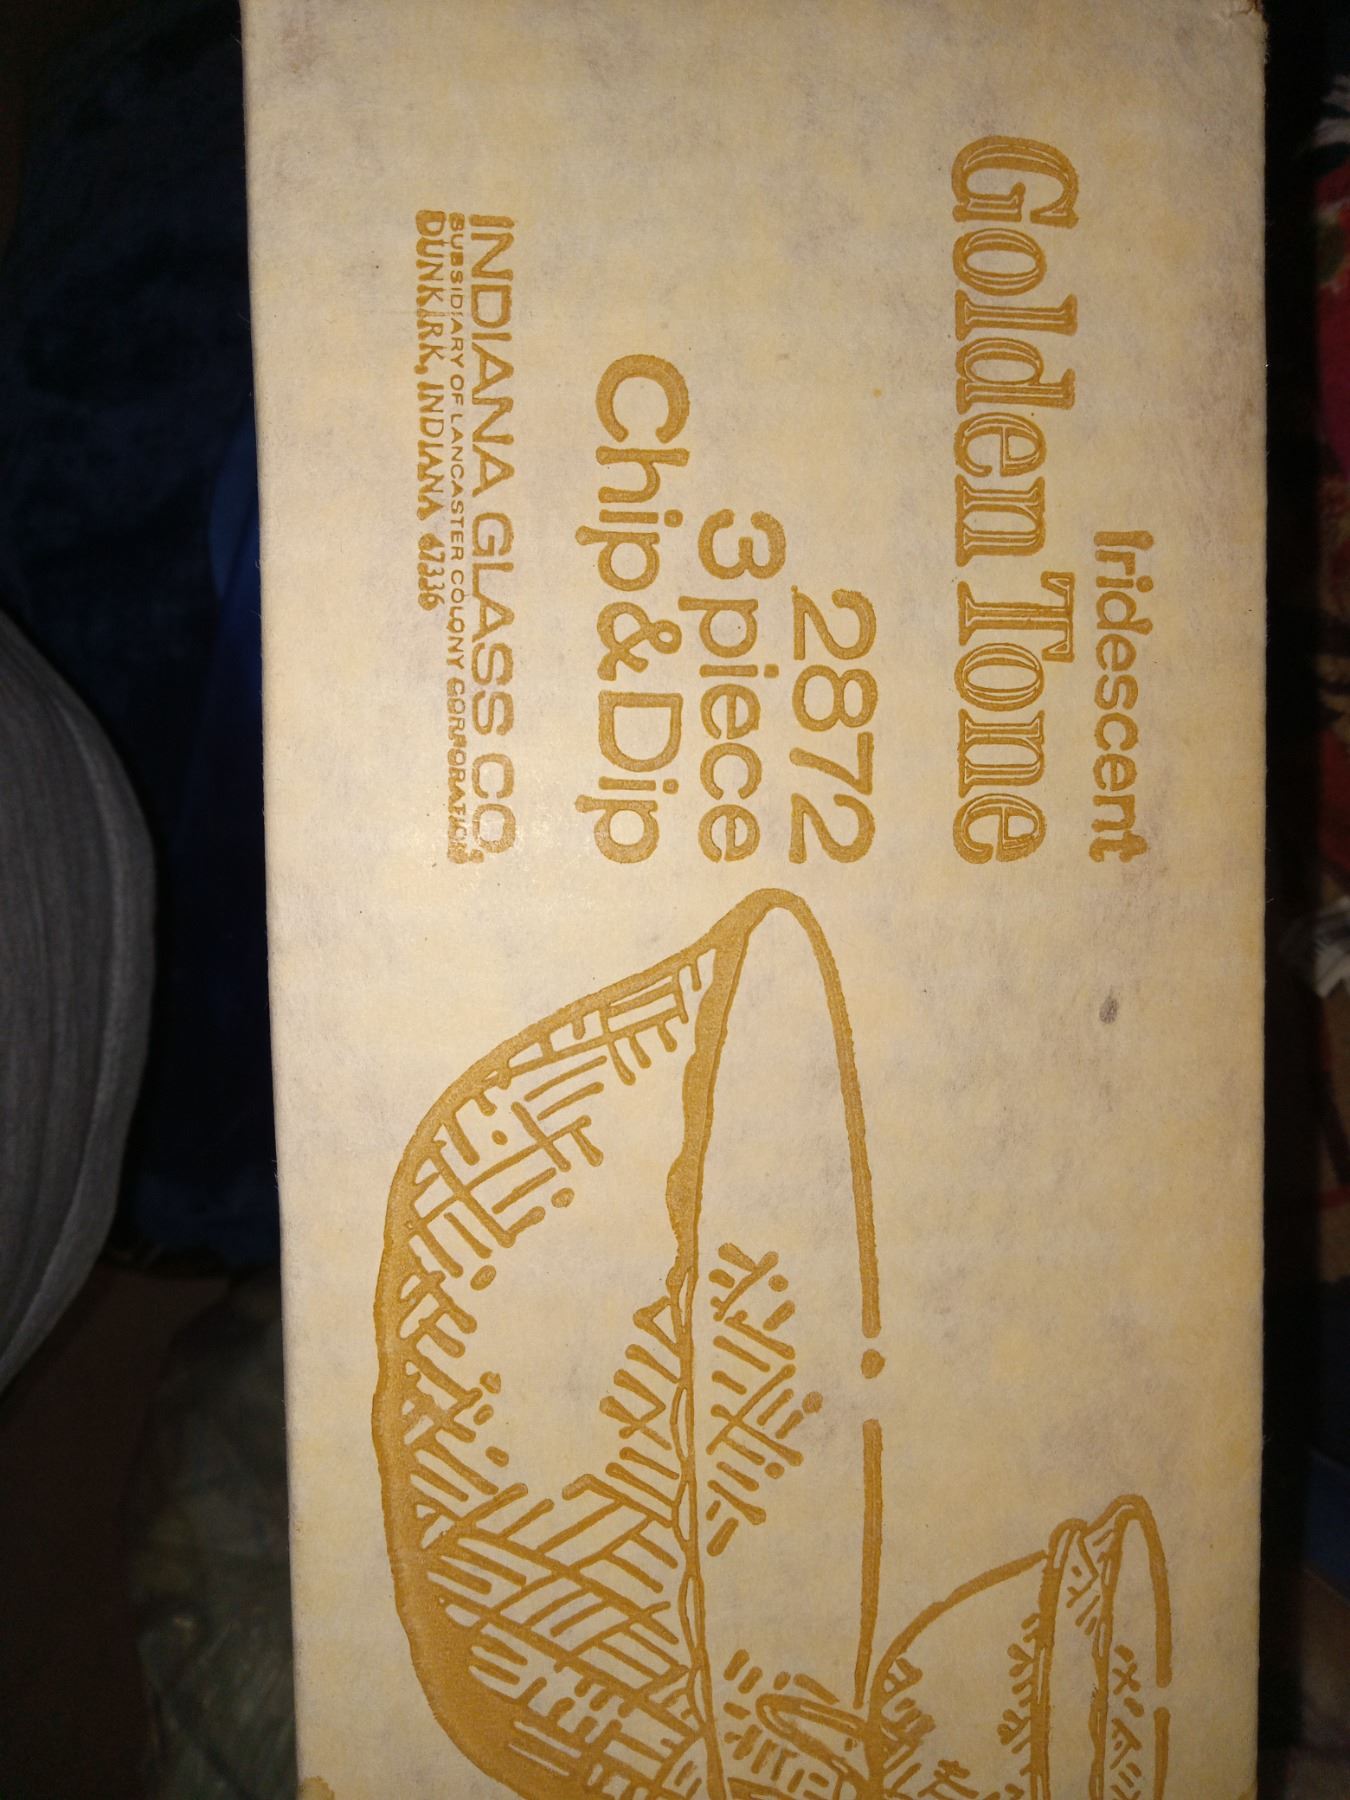 Iridescent
Golden Tone
2872
3 piece
Chip & Dip
INDIANA GLASS CO.
SUBSIDIARY OF LANCASTER COLONY CORPORATION
DUNKIRK, INDIANA 47336